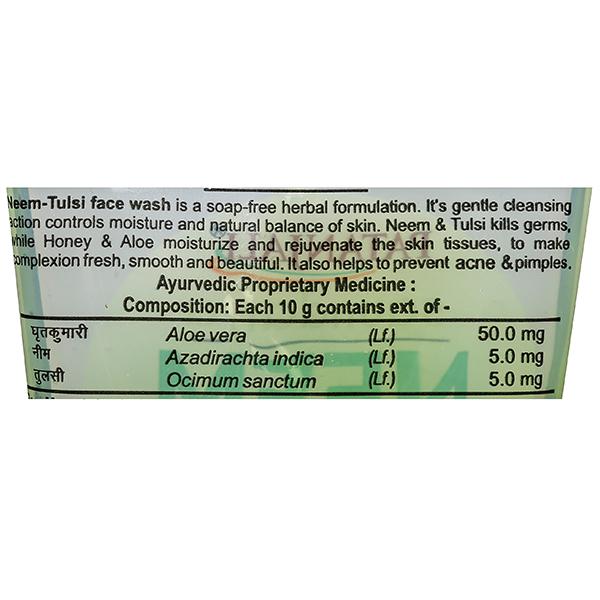 Neem-Tulsi face wash is a soap-free herbal formulation. It's gentle cleansing
action controls moisture and natural balance of skin. Neem & Tulsi kills germs,
while Honey & Aloe moisturize and rejuvenate the skin tissues, to make
complexion fresh, smooth and beautiful. It also helps to prevent acne & pimples.
Ayurvedic Proprietary Medicine :
Composition: Each 10 g contains ext. of -
घृतकुमारी Aloe vera (Lf.) 50.0 mg
नीम Azadirachta indica (Lf.) 5.0 mg
तुलसी Ocimum sanctum (Lf.) 5.0 mg